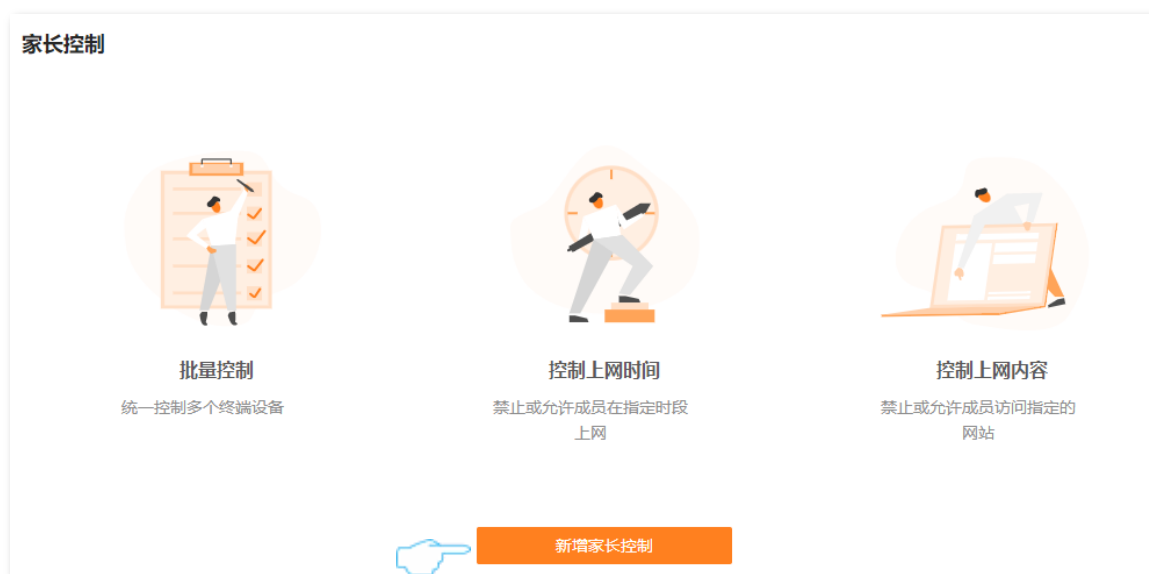 家长控制
批量控制
统一控制多个终端设备
控制上网时间
禁止或允许成员在指定时段
上网
控制上网内容
禁止或允许成员访问指定的
网站
新增家长控制